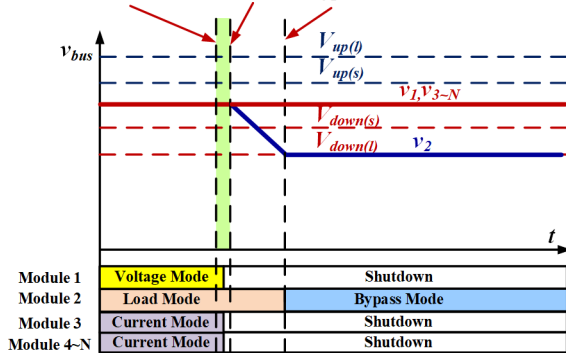 v_bus
V_up(l)
V_up(s)
v_1,v_3~N
V_down(s)
V_down(l)
v_2
t
Module 1 Voltage Mode Shutdown
Module 2 Load Mode Bypass Mode
Module 3 Current Mode Shutdown
Module 4~N Current Mode Shutdown